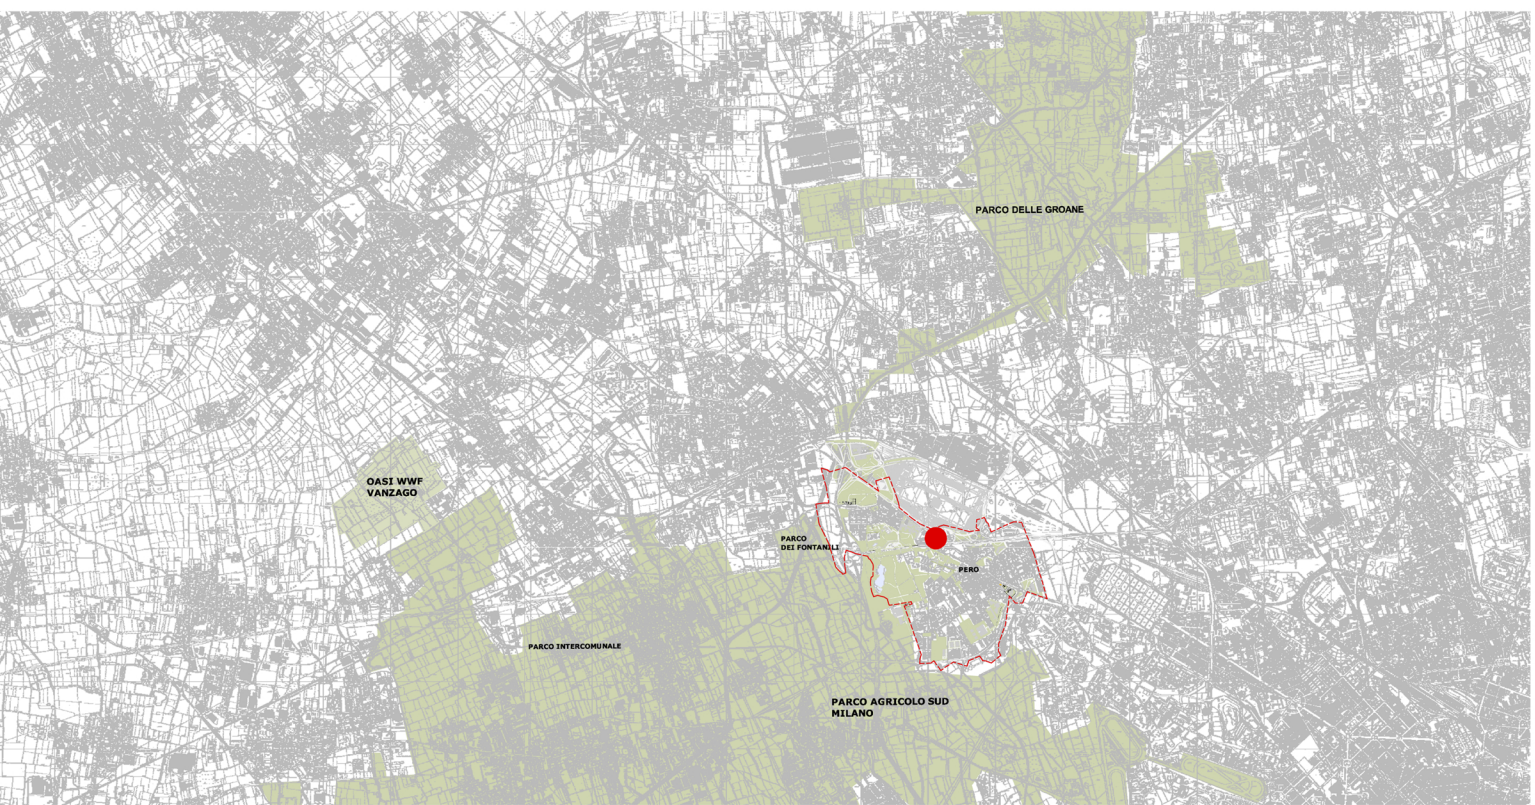 PARCO DELLE GROANE
OASI WWF
VANZAGO
PARCO
DEI FONTANILI
PERO
PARCO INTERCOMUNALE
PARCO AGRICOLO SUD
MILANO